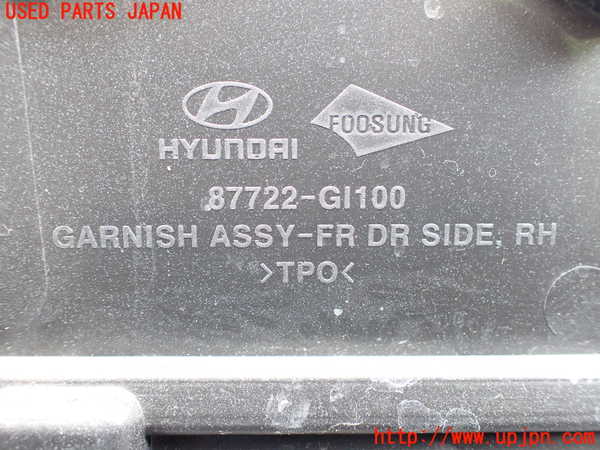 USED PARTS JAPAN
HYUNDAI
FOOSUNG
87722-GI100
GARNISH ASSY-FR DR SIDE, RH
>TPO<
http://www.upjpn.com/